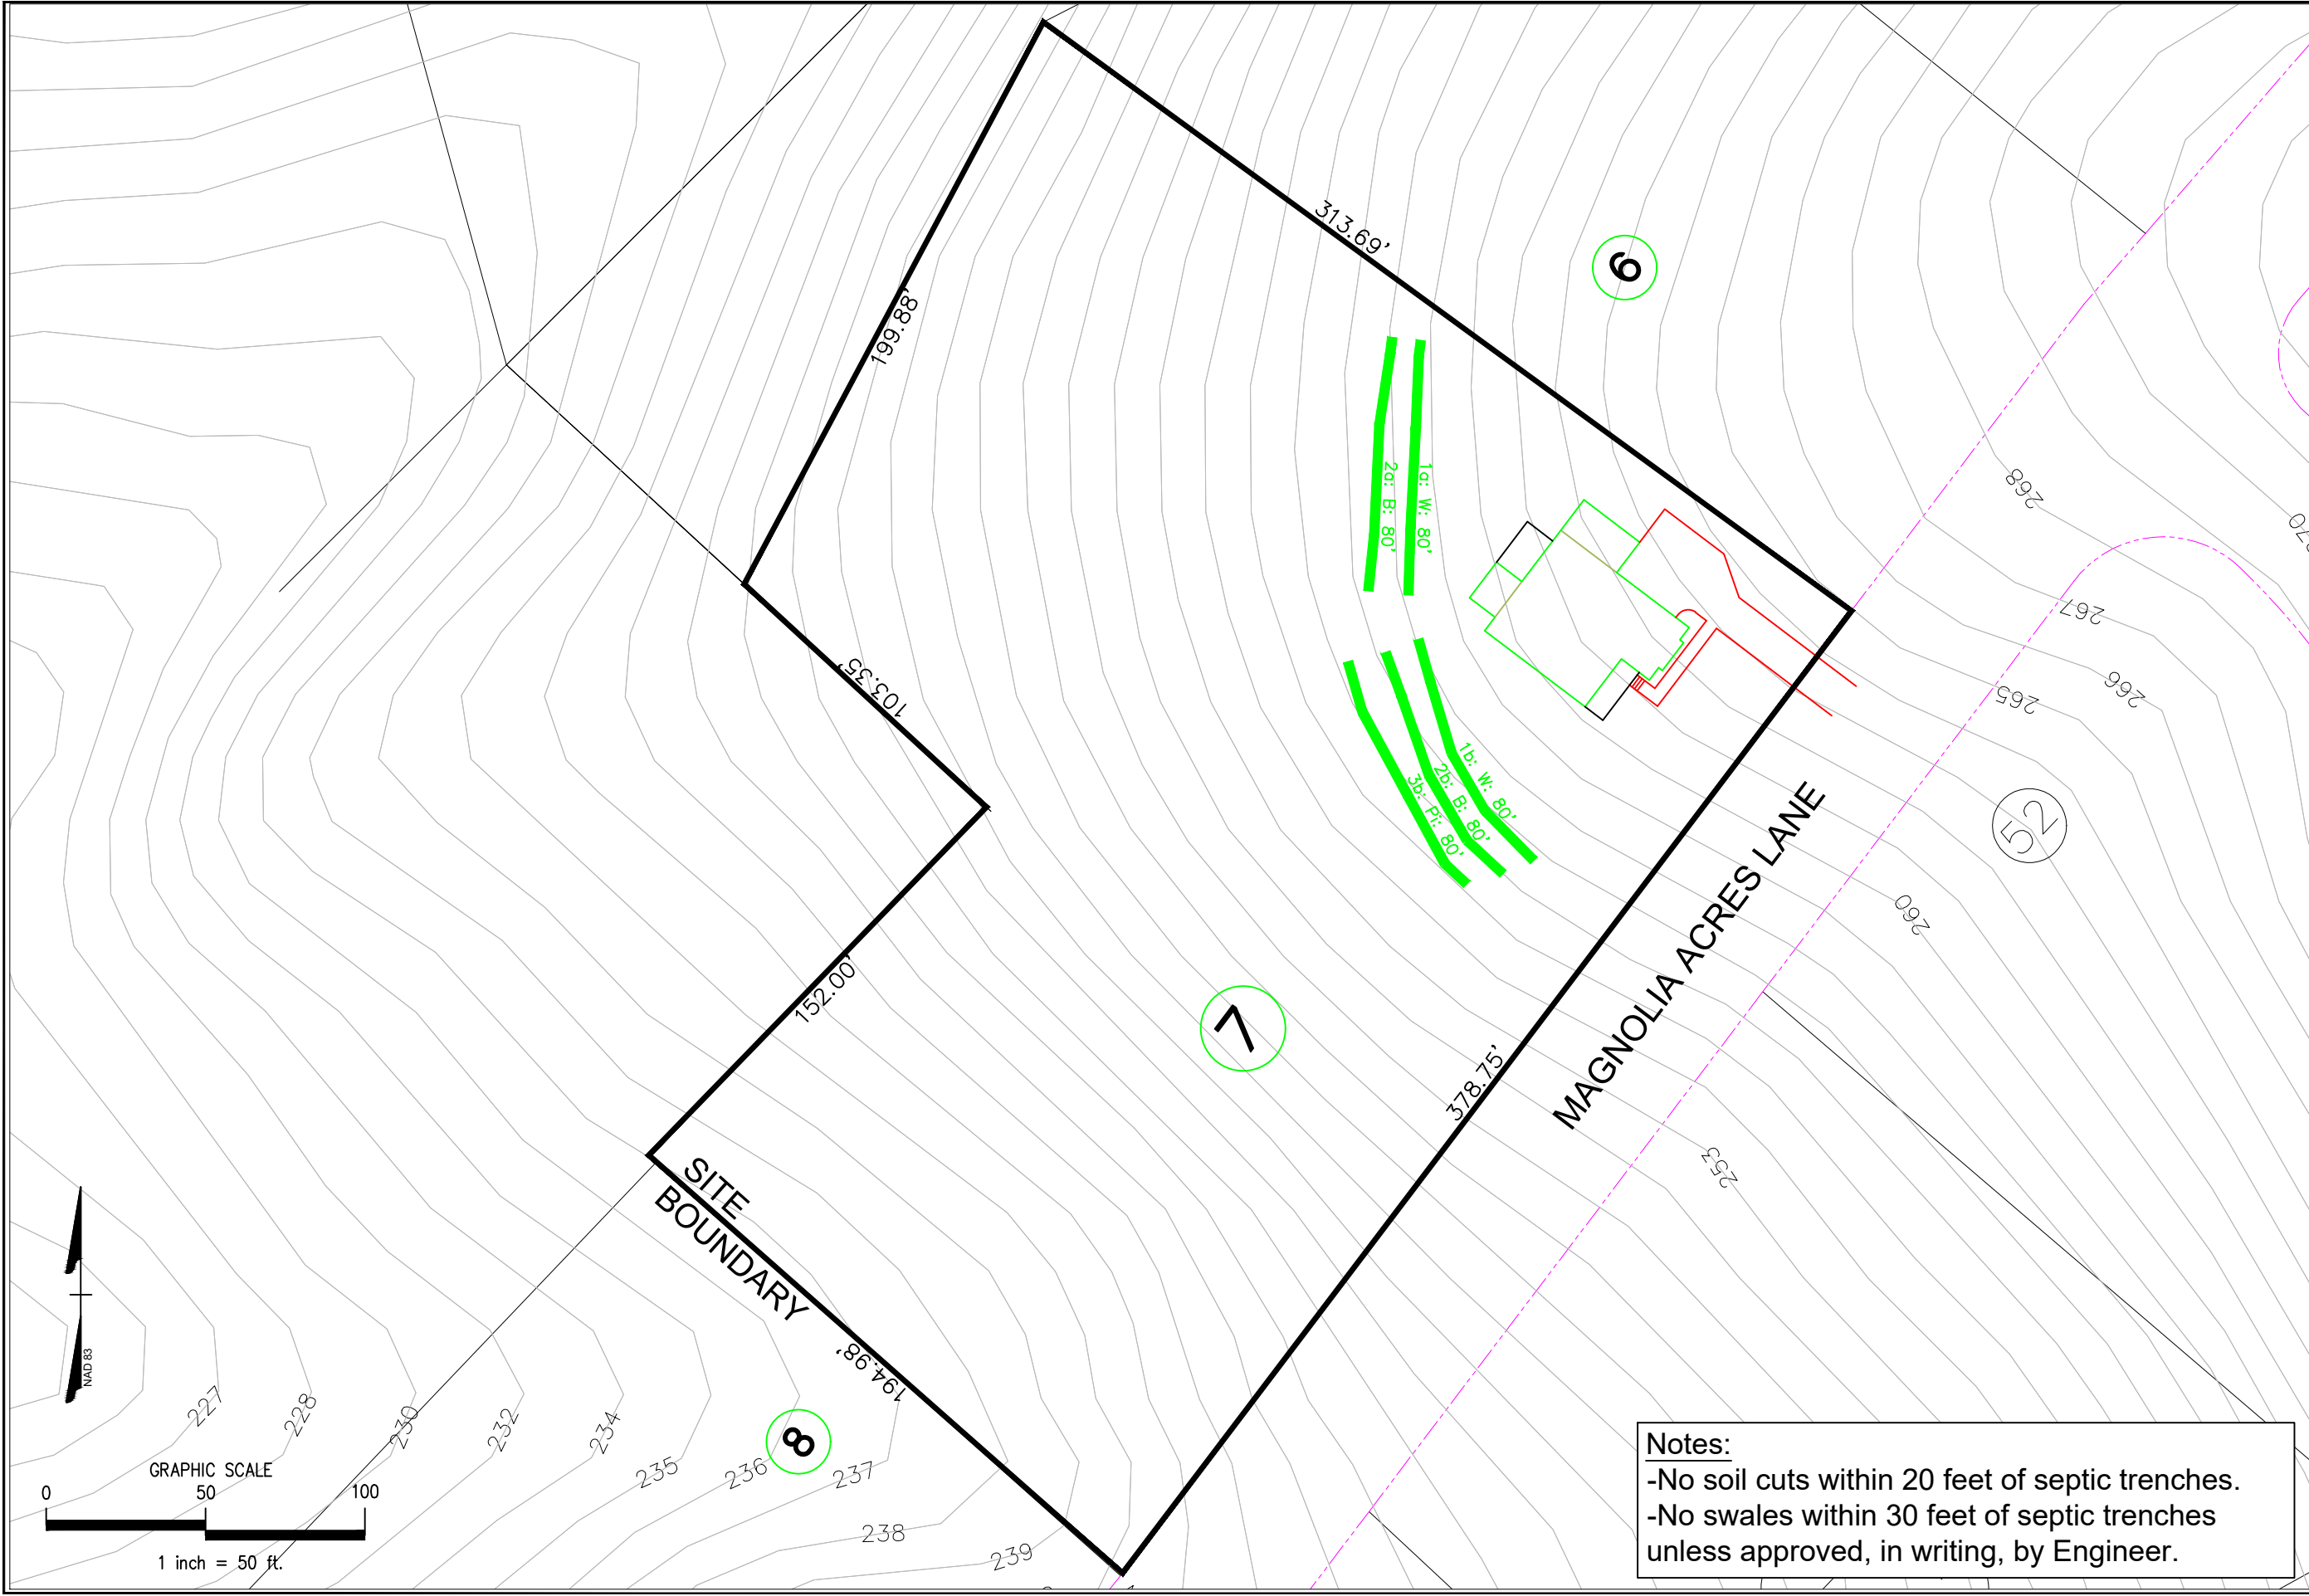 313.69'
6
199.88'
2a: B: 80'
1a: W: 80'
268
267
266
265
103.35'
1b: W: 80'
2b: B: 80'
3b: Pi: 80'
MAGNOLIA ACRES LANE
52
260
152.00'
7
378.75'
253
SITE
BOUNDARY
194.98'
NAD 83
227
228
230
232
234
235
236
237
238
239
8
GRAPHIC SCALE
0 50 100
1 inch = 50 ft.
Notes:
-No soil cuts within 20 feet of septic trenches.
-No swales within 30 feet of septic trenches
unless approved, in writing, by Engineer.